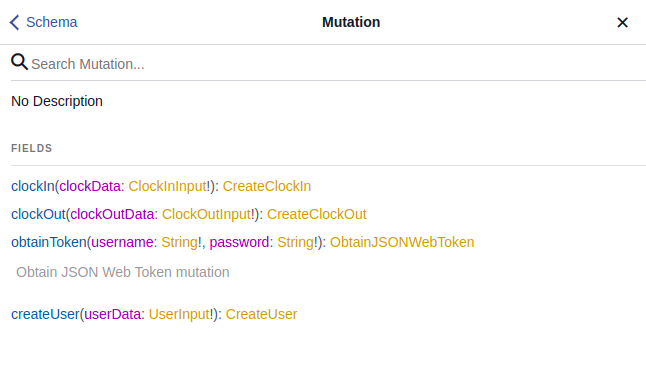 Schema
Mutation
Search Mutation...
No Description
FIELDS
clockIn(clockData: ClockInInput!): CreateClockIn
clockOut(clockOutData: ClockOutInput!): CreateClockOut
obtainToken(username: String!, password: String!): ObtainJSONWebToken
Obtain JSON Web Token mutation
createUser(userData: UserInput!): CreateUser